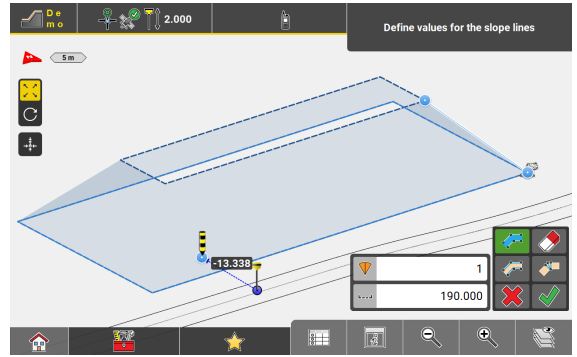 De
mo
2.000
Define values for the slope lines
5 m
-13.338
1
190.000